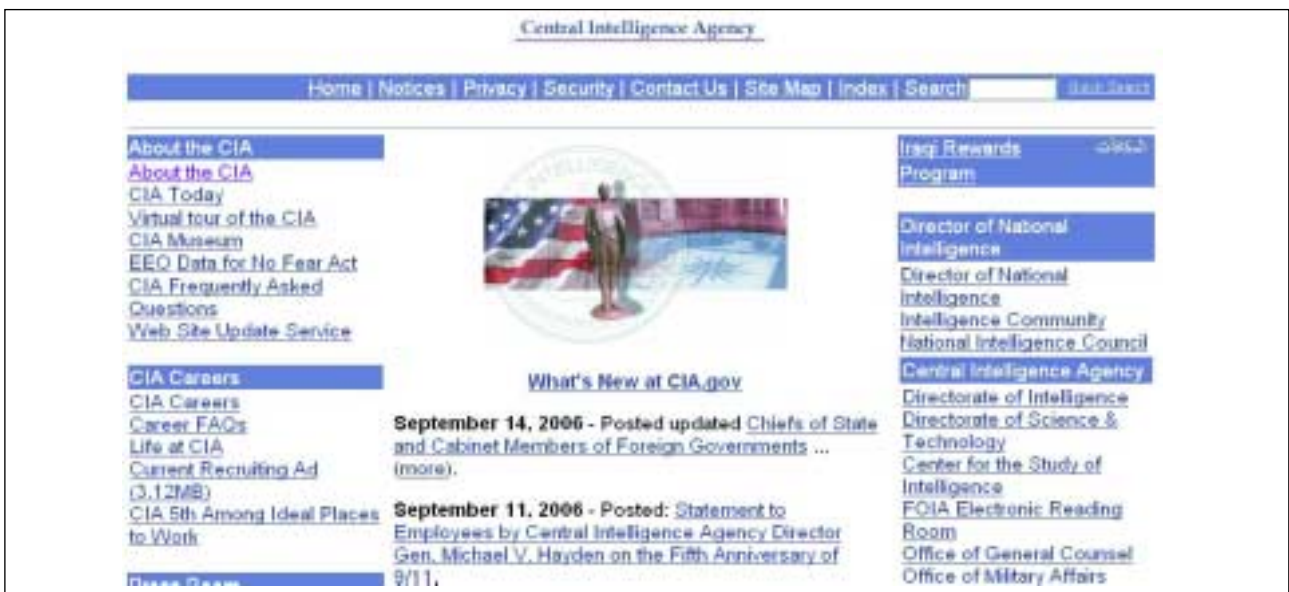 Central Intelligence Agency
Home | Notices | Privacy | Security | Contact Us | Site Map | Index | Search
About the CIA
About the CIA
CIA Today
Virtual tour of the CIA
CIA Museum
EEO Data for No Fear Act
CIA Frequently Asked
Questions
Web Site Update Service
CIA Careers
CIA Careers
Career FAQs
Life at CIA
Current Recruiting Ad
(3.12MB)
CIA 5th Among Ideal Places
to Work
Press Room
What's New at CIA.gov
September 14, 2006 - Posted updated Chiefs of State
and Cabinet Members of Foreign Governments ...
(more).
September 11, 2006 - Posted: Statement to
Employees by Central Intelligence Agency Director
Gen. Michael V. Hayden on the Fifth Anniversary of
9/11.
Iraqi Rewards
Program
Director of National
Intelligence
Director of National
Intelligence
Intelligence Community
National Intelligence Council
Central Intelligence Agency
Directorate of Intelligence
Directorate of Science &
Technology
Center for the Study of
Intelligence
FOIA Electronic Reading
Room
Office of General Counsel
Office of Military Affairs